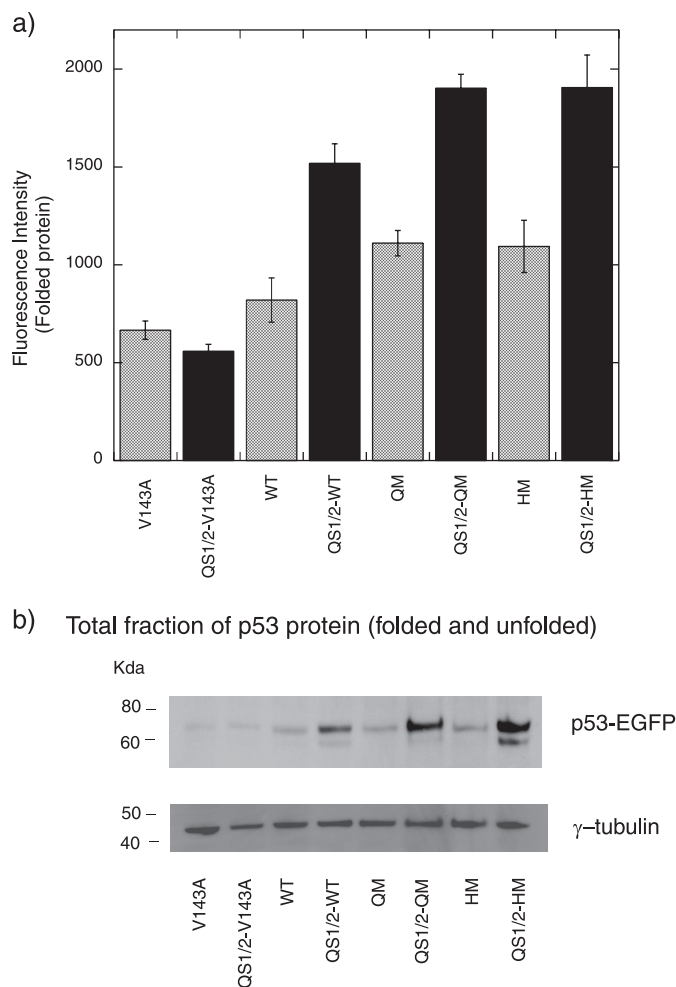 a)
2000
1500
1000
500
0
Fluorescence Intensity
(Folded protein)
V143A
QS1/2-V143A
WT
QS1/2-WT
QM
QS1/2-QM
HM
QS1/2-HM
b) Total fraction of p53 protein (folded and unfolded)
Kda
80
60
p53-EGFP
50
40
γ–tubulin
V143A
QS1/2-V143A
WT
QS1/2-WT
QM
QS1/2-QM
HM
QS1/2-HM